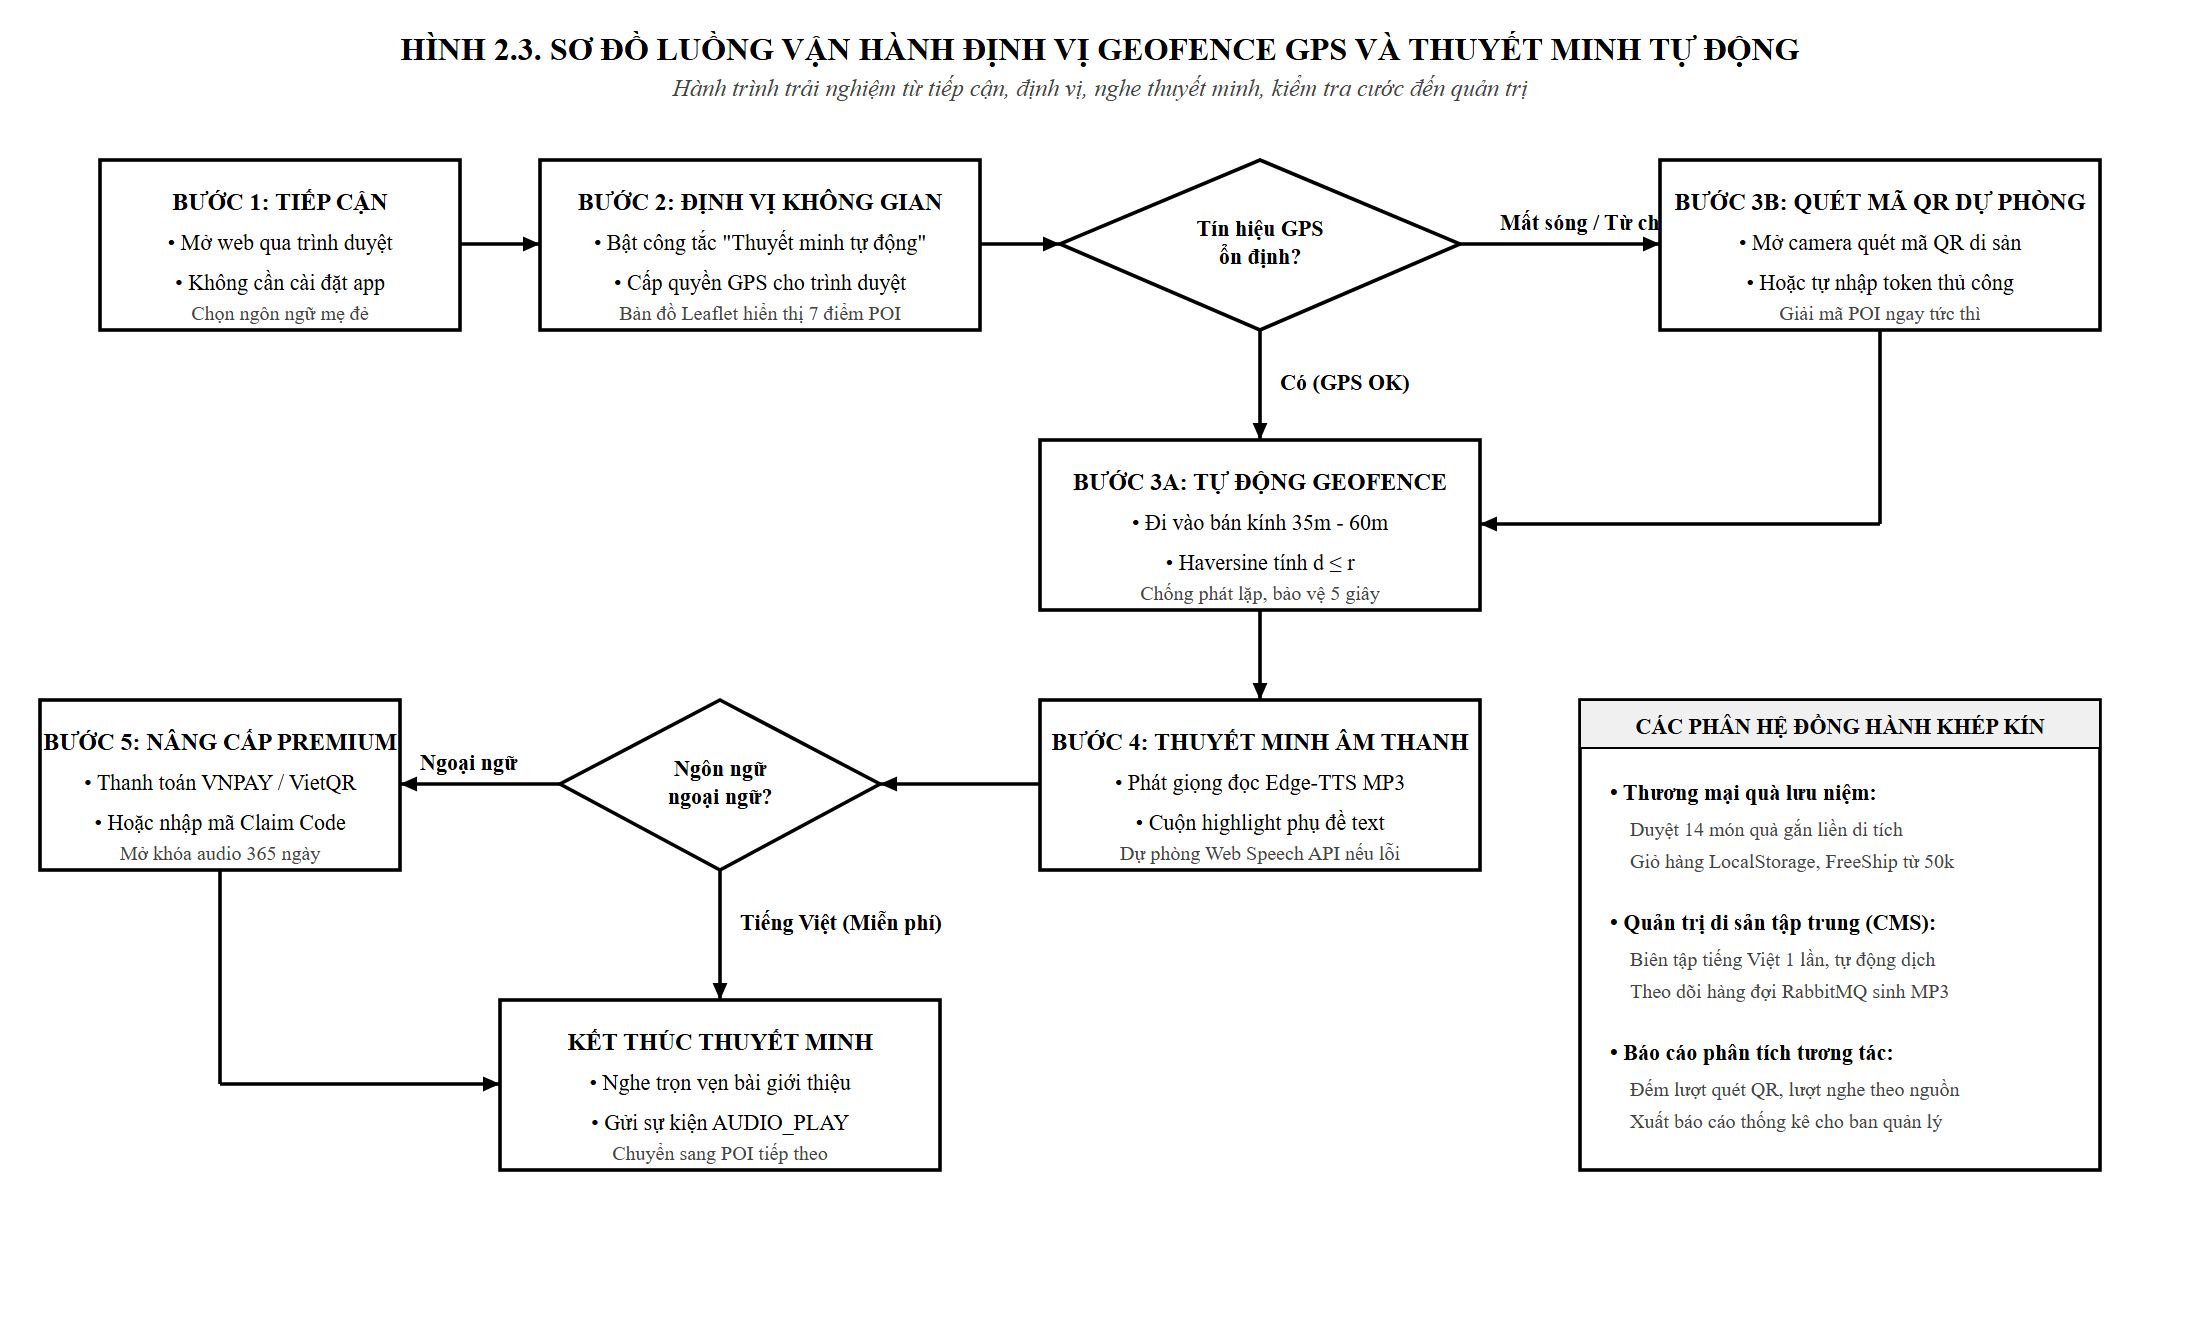 HÌNH 2.3. SƠ ĐỒ LUỒNG VẬN HÀNH ĐỊNH VỊ GEOFENCE GPS VÀ THUYẾT MINH TỰ ĐỘNG
Hành trình trải nghiệm từ tiếp cận, định vị, nghe thuyết minh, kiểm tra cước đến quản trị
BƯỚC 1: TIẾP CẬN
• Mở web qua trình duyệt
• Không cần cài đặt app
Chọn ngôn ngữ mẹ đẻ
BƯỚC 2: ĐỊNH VỊ KHÔNG GIAN
• Bật công tắc "Thuyết minh tự động"
• Cấp quyền GPS cho trình duyệt
Bản đồ Leaflet hiển thị 7 điểm POI
Tín hiệu GPS
ổn định?
Mất sóng / Từ ch
BƯỚC 3B: QUÉT MÃ QR DỰ PHÒNG
• Mở camera quét mã QR di sản
• Hoặc tự nhập token thủ công
Giải mã POI ngay tức thì
Có (GPS OK)
BƯỚC 3A: TỰ ĐỘNG GEOFENCE
• Đi vào bán kính 35m - 60m
• Haversine tính d ≤ r
Chống phát lặp, bảo vệ 5 giây
BƯỚC 4: THUYẾT MINH ÂM THANH
• Phát giọng đọc Edge-TTS MP3
• Cuộn highlight phụ đề text
Dự phòng Web Speech API nếu lỗi
Ngôn ngữ
ngoại ngữ?
Ngoại ngữ
BƯỚC 5: NÂNG CẤP PREMIUM
• Thanh toán VNPAY / VietQR
• Hoặc nhập mã Claim Code
Mở khóa audio 365 ngày
Tiếng Việt (Miễn phí)
KẾT THÚC THUYẾT MINH
• Nghe trọn vẹn bài giới thiệu
• Gửi sự kiện AUDIO_PLAY
Chuyển sang POI tiếp theo
CÁC PHÂN HỆ ĐỒNG HÀNH KHÉP KÍN
• Thương mại quà lưu niệm:
Duyệt 14 món quà gắn liền di tích
Giỏ hàng LocalStorage, FreeShip từ 50k
• Quản trị di sản tập trung (CMS):
Biên tập tiếng Việt 1 lần, tự động dịch
Theo dõi hàng đợi RabbitMQ sinh MP3
• Báo cáo phân tích tương tác:
Đếm lượt quét QR, lượt nghe theo nguồn
Xuất báo cáo thống kê cho ban quản lý